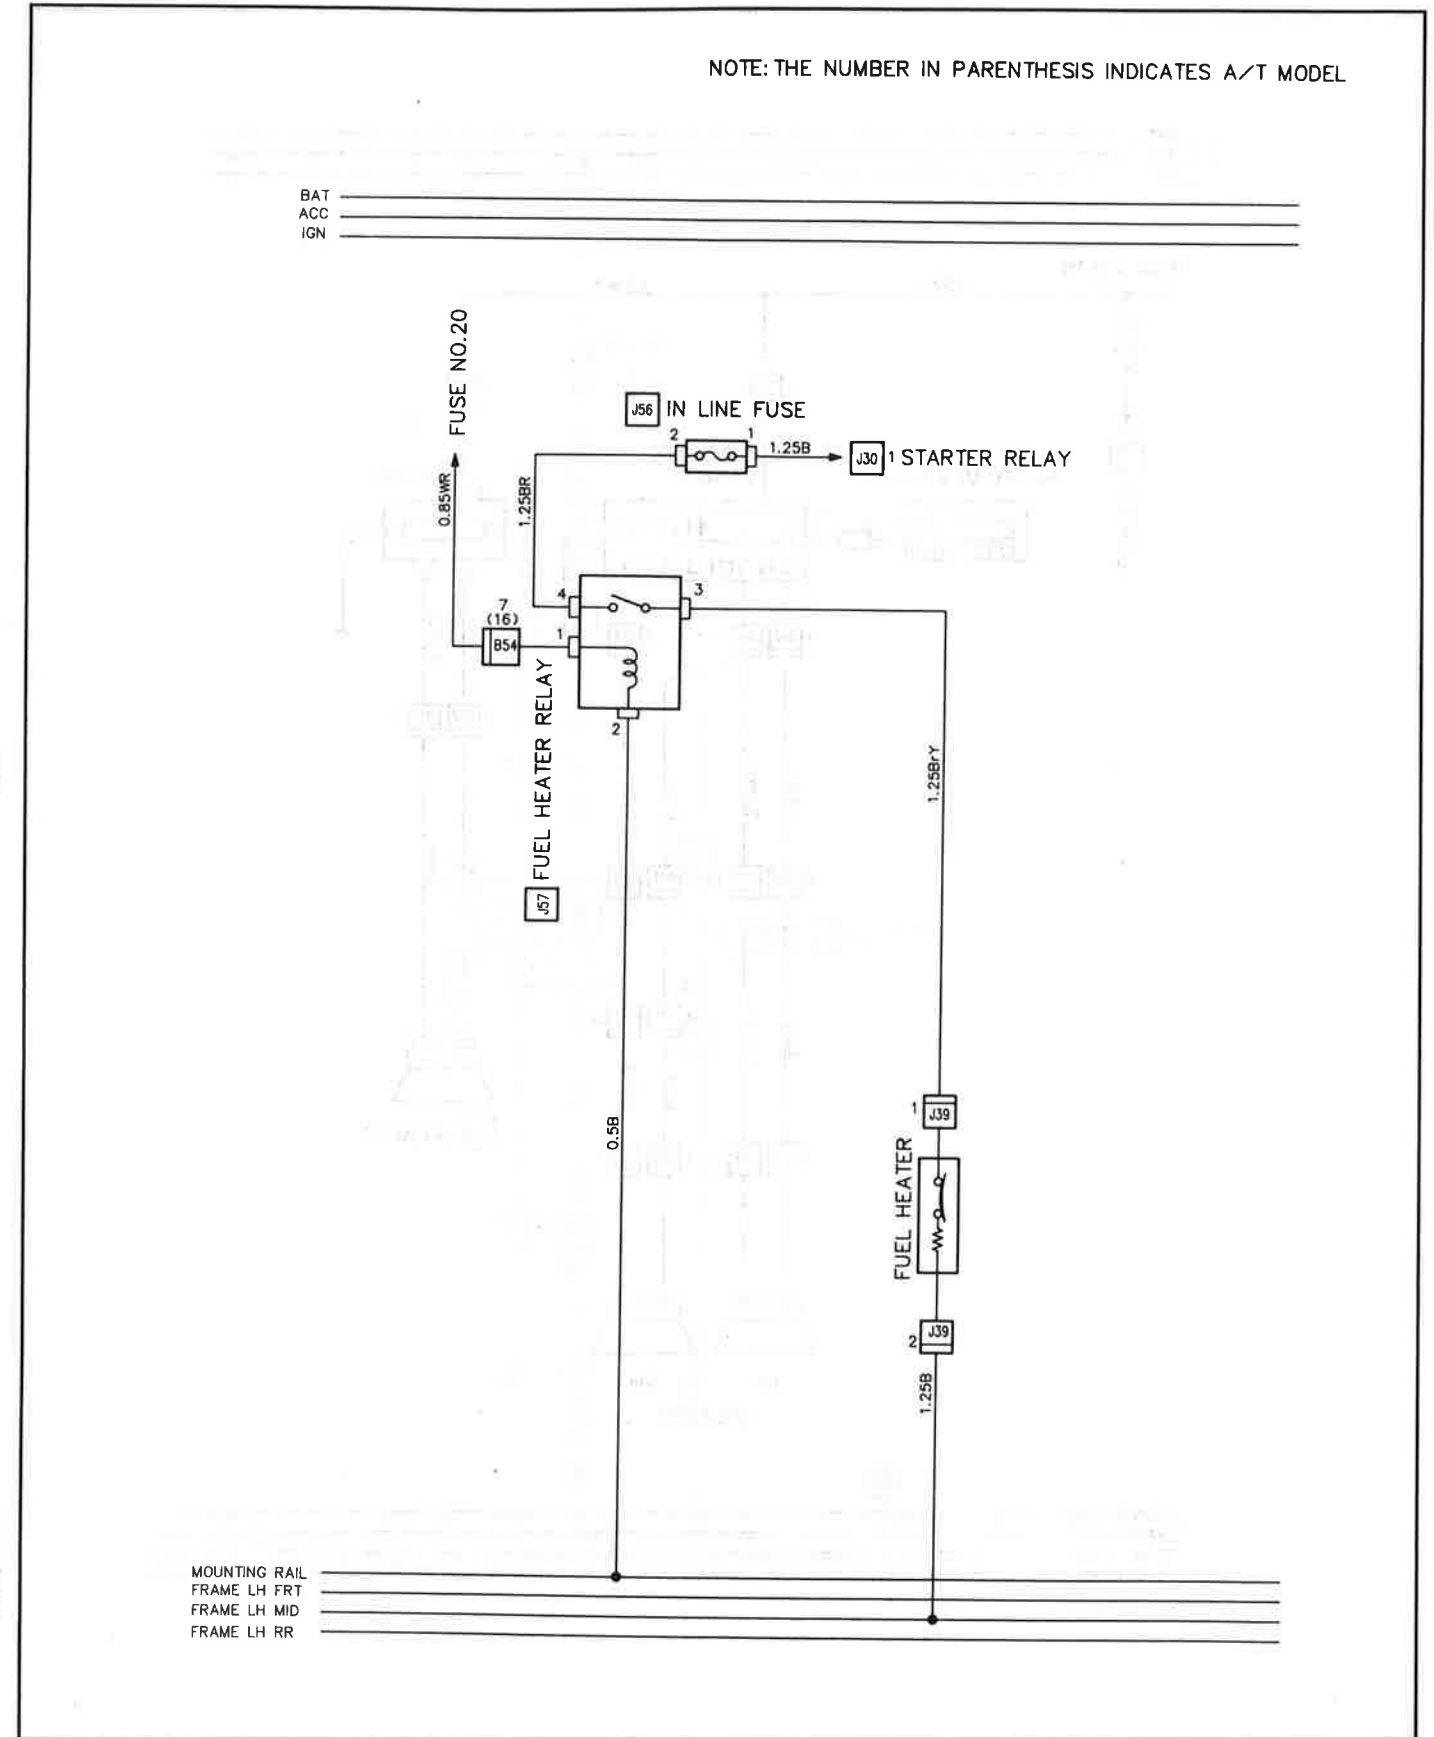 NOTE: THE NUMBER IN PARENTHESIS INDICATES A/T MODEL
BAT
ACC
IGN
FUSE NO.20
0.85WR
1.25BR
J56 IN LINE FUSE
2
1
1.25B
J30 1 STARTER RELAY
7
(16)
B54
4
3
1
2
J57 FUEL HEATER RELAY
1.25BrY
0.5B
1
J39
FUEL HEATER
2
J39
1.25B
MOUNTING RAIL
FRAME LH FRT
FRAME LH MID
FRAME LH RR